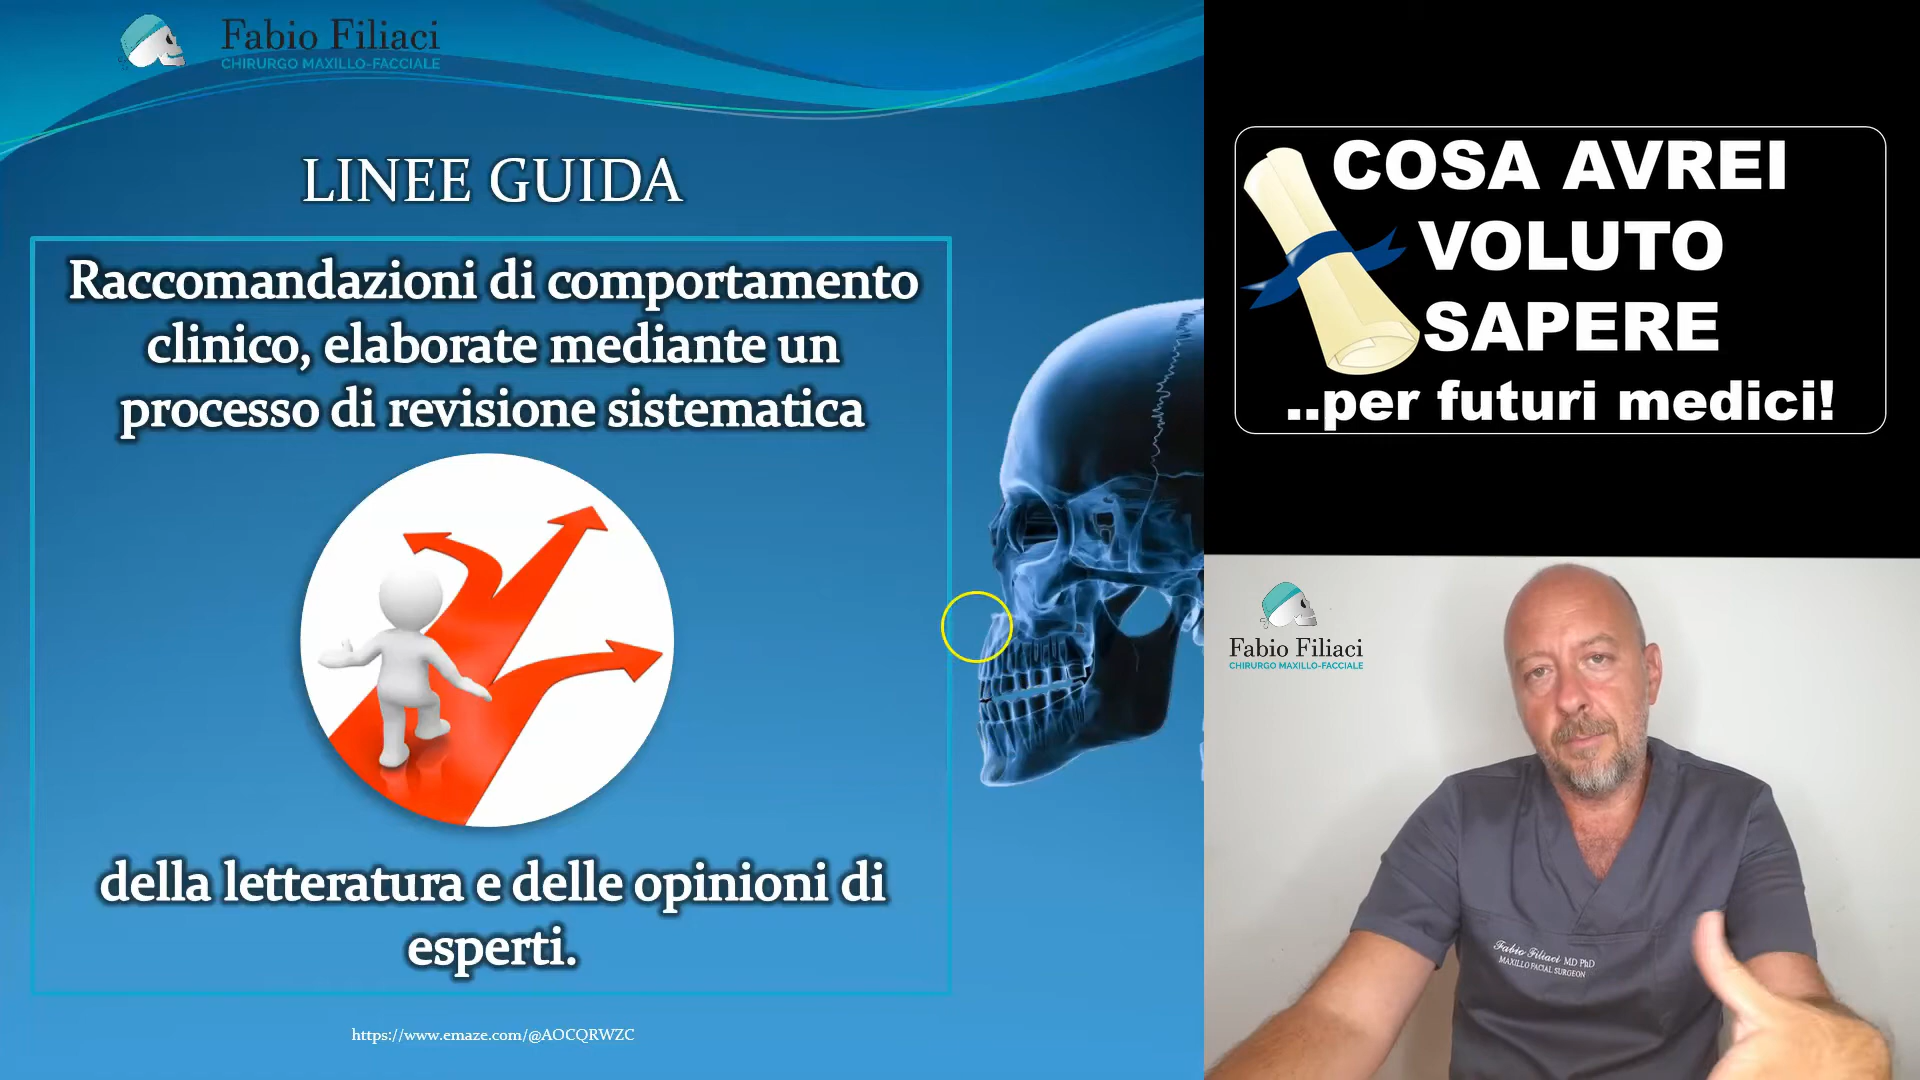 Fabio Filiaci
CHIRURGO MAXILLO-FACCIALE
LINEE GUIDA
Raccomandazioni di comportamento
clinico, elaborate mediante un
processo di revisione sistematica
della letteratura e delle opinioni di
esperti.
https://www.emaze.com/@AOCQRWZC
COSA AVREI
VOLUTO
SAPERE
..per futuri medici!
Fabio Filiaci
CHIRURGO MAXILLO-FACCIALE
Fabio Filiaci MD PhD
MAXILLO FACIAL SURGEON